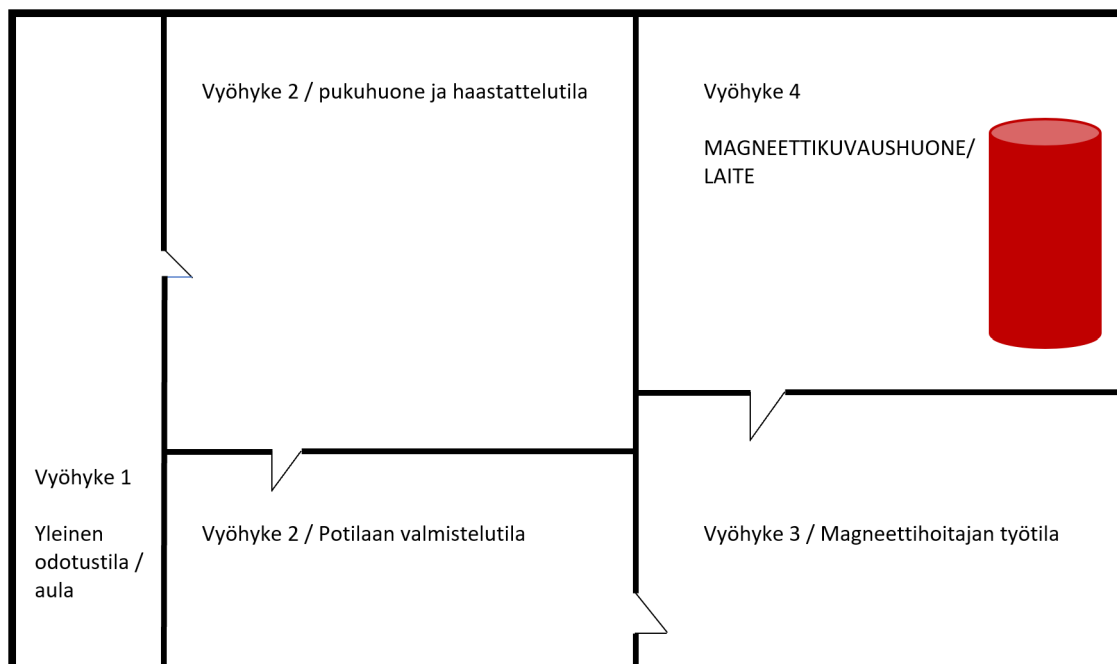 Vyöhyke 2 / pukuhuone ja haastattelutila
Vyöhyke 4
MAGNEETTIKUVAUSHUONE/
LAITE
Vyöhyke 1
Yleinen
odotustila /
aula
Vyöhyke 2 / Potilaan valmistelutila
Vyöhyke 3 / Magneettihoitajan työtila